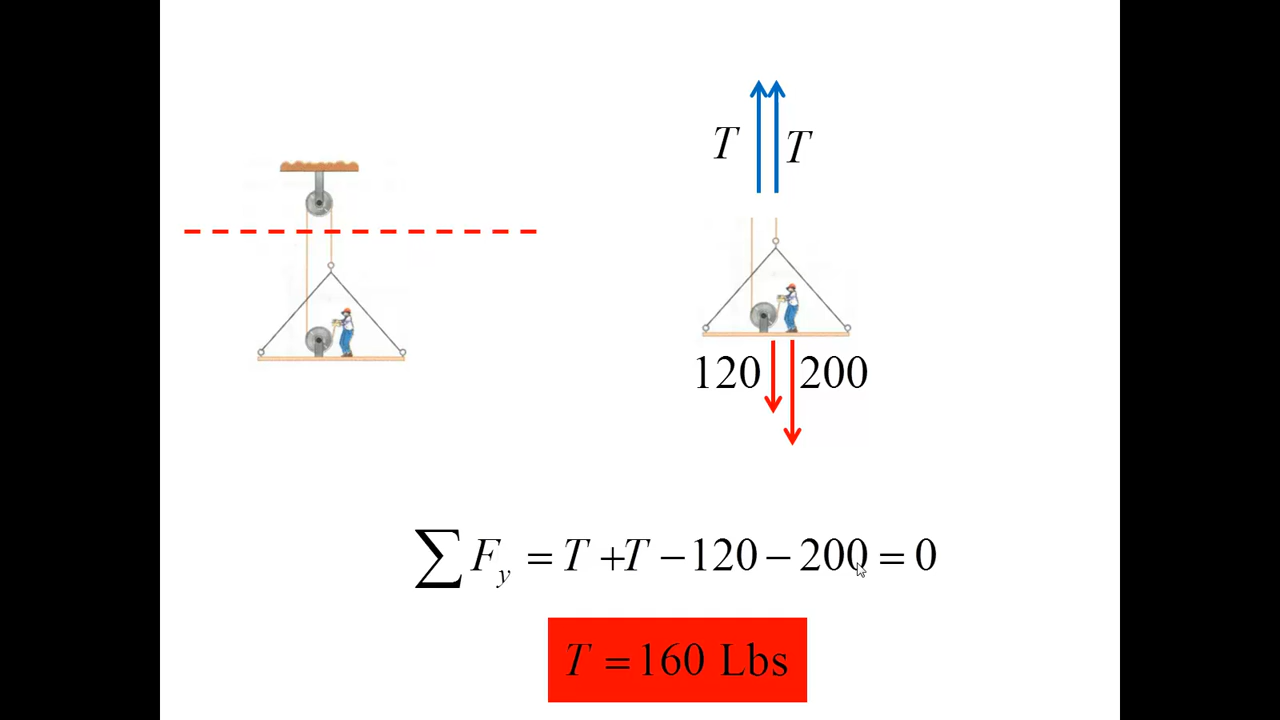 T T
120 200
∑ F_y = T + T − 120 − 200 = 0
T = 160 Lbs